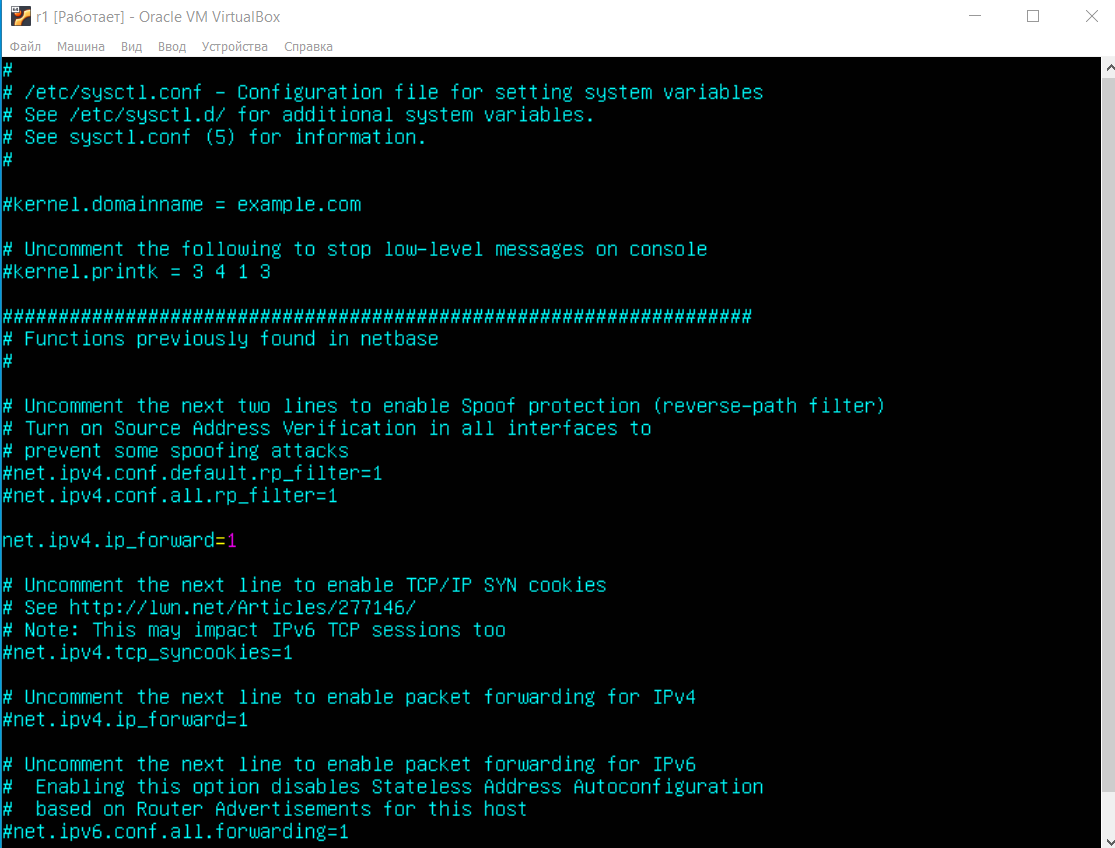 r1 [Работает] - Oracle VM VirtualBox
Файл Машина Вид Ввод Устройства Справка
#
# /etc/sysctl.conf - Configuration file for setting system variables
# See /etc/sysctl.d/ for additional system variables.
# See sysctl.conf (5) for information.
#
#kernel.domainname = example.com
# Uncomment the following to stop low-level messages on console
#kernel.printk = 3 4 1 3
###################################################################
# Functions previously found in netbase
#
# Uncomment the next two lines to enable Spoof protection (reverse-path filter)
# Turn on Source Address Verification in all interfaces to
# prevent some spoofing attacks
#net.ipv4.conf.default.rp_filter=1
#net.ipv4.conf.all.rp_filter=1
net.ipv4.ip_forward=1
# Uncomment the next line to enable TCP/IP SYN cookies
# See http://lwn.net/Articles/277146/
# Note: This may impact IPv6 TCP sessions too
#net.ipv4.tcp_syncookies=1
# Uncomment the next line to enable packet forwarding for IPv4
#net.ipv4.ip_forward=1
# Uncomment the next line to enable packet forwarding for IPv6
#  Enabling this option disables Stateless Address Autoconfiguration
#  based on Router Advertisements for this host
#net.ipv6.conf.all.forwarding=1